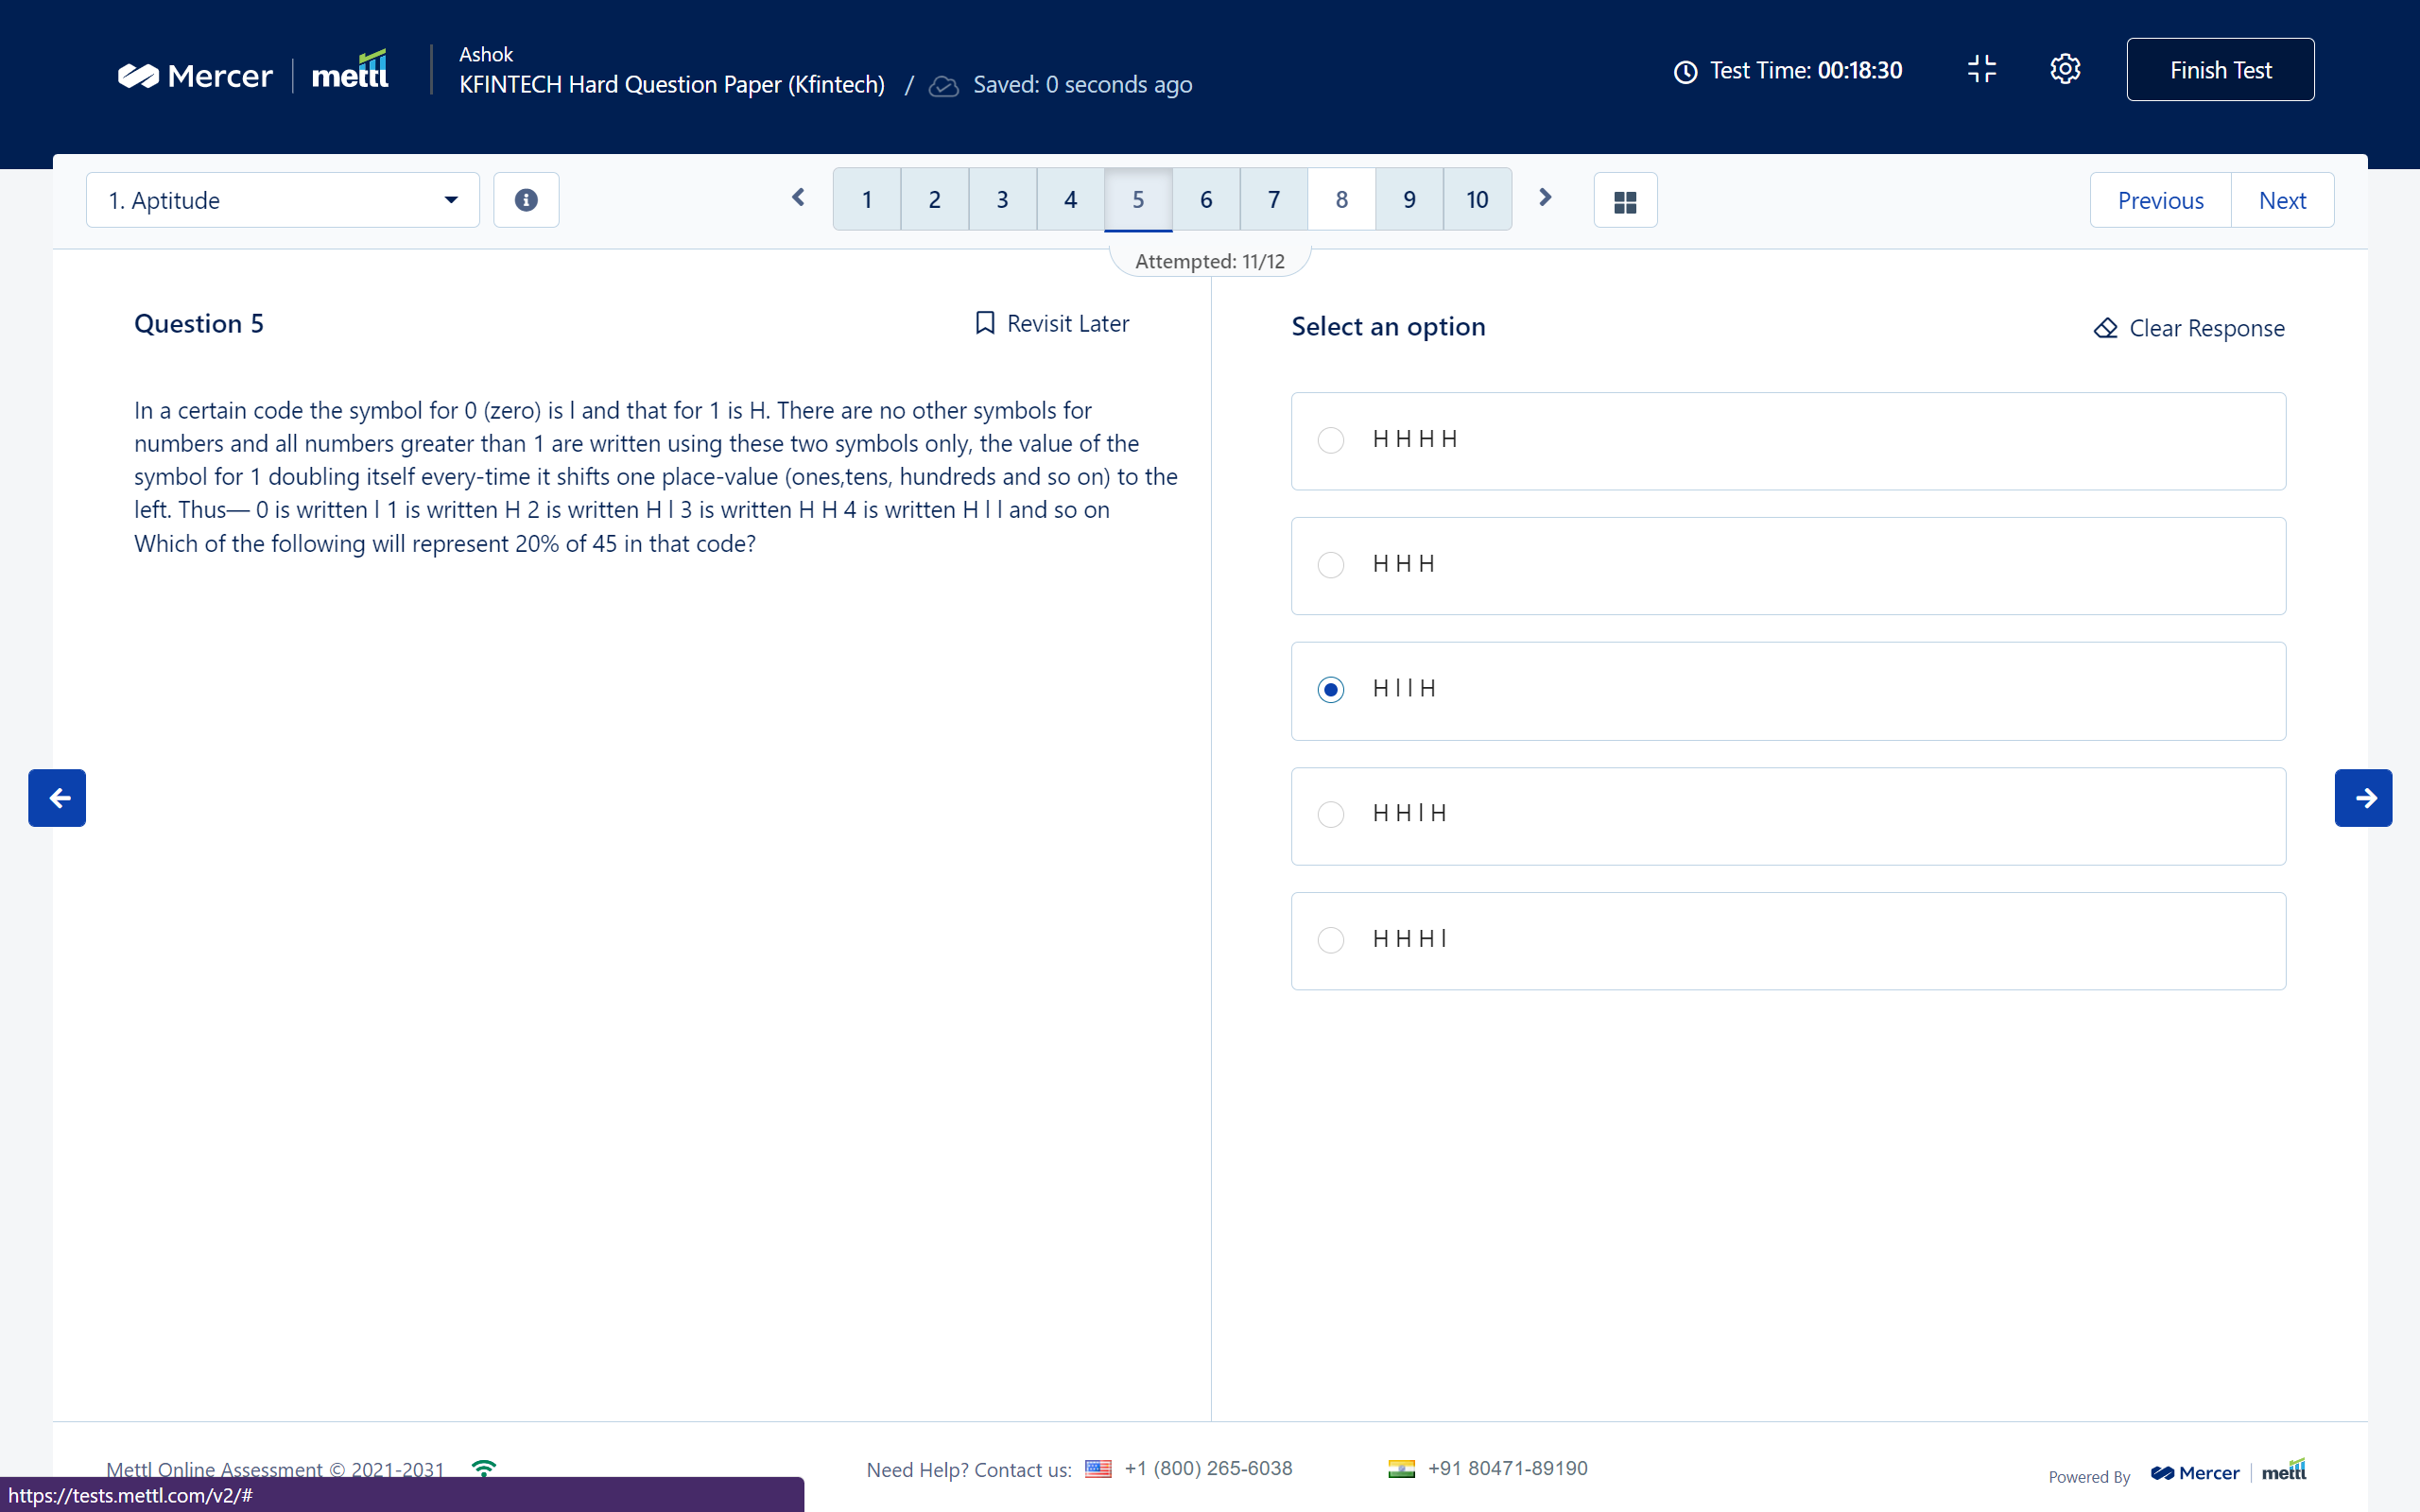 Mercer | mettl
Ashok
KFINTECH Hard Question Paper (Kfintech) / Saved: 0 seconds ago
Test Time: 00:18:30
Finish Test
1. Aptitude
1 2 3 4 5 6 7 8 9 10
Previous Next
Attempted: 11/12
Question 5
Revisit Later
In a certain code the symbol for 0 (zero) is l and that for 1 is H. There are no other symbols for
numbers and all numbers greater than 1 are written using these two symbols only, the value of the
symbol for 1 doubling itself every-time it shifts one place-value (ones,tens, hundreds and so on) to the
left. Thus— 0 is written l 1 is written H 2 is written H l 3 is written H H 4 is written H l l and so on
Which of the following will represent 20% of 45 in that code?
Select an option
Clear Response
H H H H
H H H
H l l H
H H l H
H H H l
Mettl Online Assessment © 2021-2031
Need Help? Contact us: +1 (800) 265-6038 +91 80471-89190
Powered By Mercer | mettl
https://tests.mettl.com/v2/#